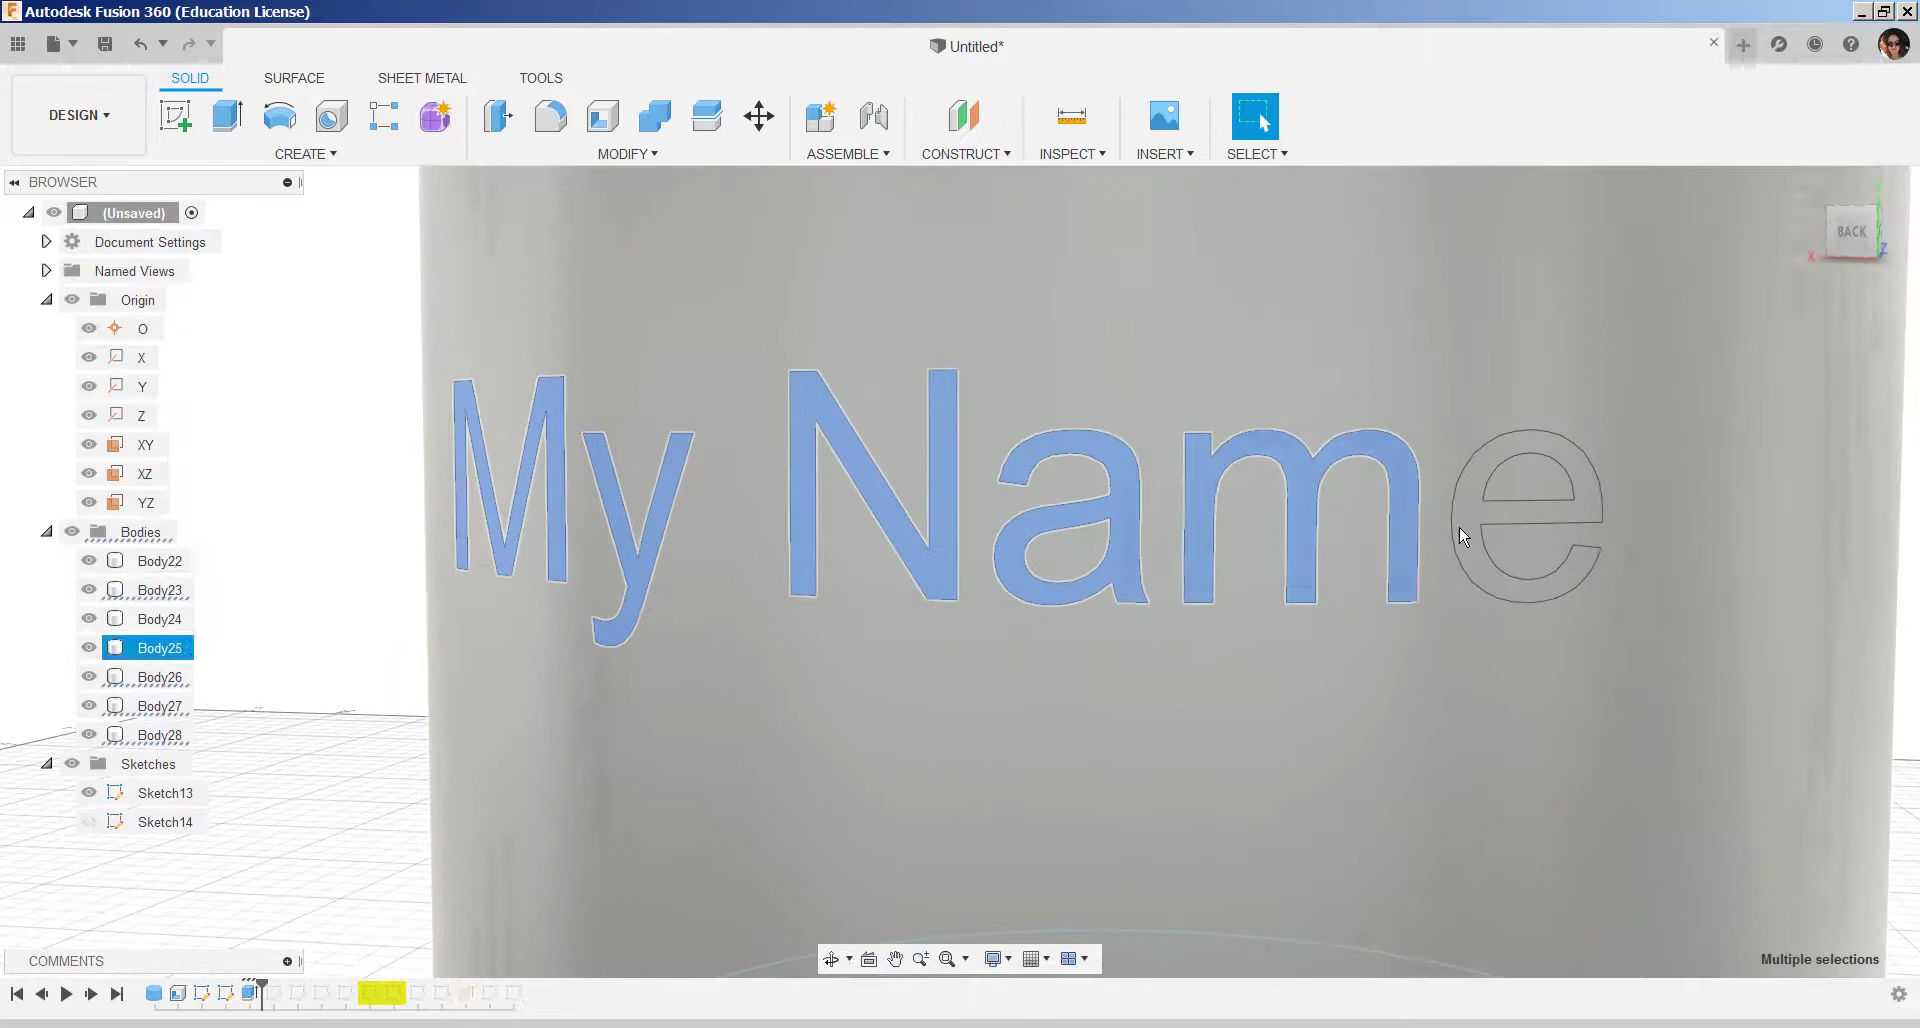 Autodesk Fusion 360 (Education License)
Untitled*
SOLID SURFACE SHEET METAL TOOLS
DESIGN
CREATE MODIFY ASSEMBLE CONSTRUCT INSPECT INSERT SELECT
BROWSER
(Unsaved)
Document Settings
Named Views
Origin
O
X
Y
Z
XY
XZ
YZ
Bodies
Body22
Body23
Body24
Body25
Body26
Body27
Body28
Sketches
Sketch13
Sketch14
My Name
BACK
X
Z
COMMENTS
Multiple selections